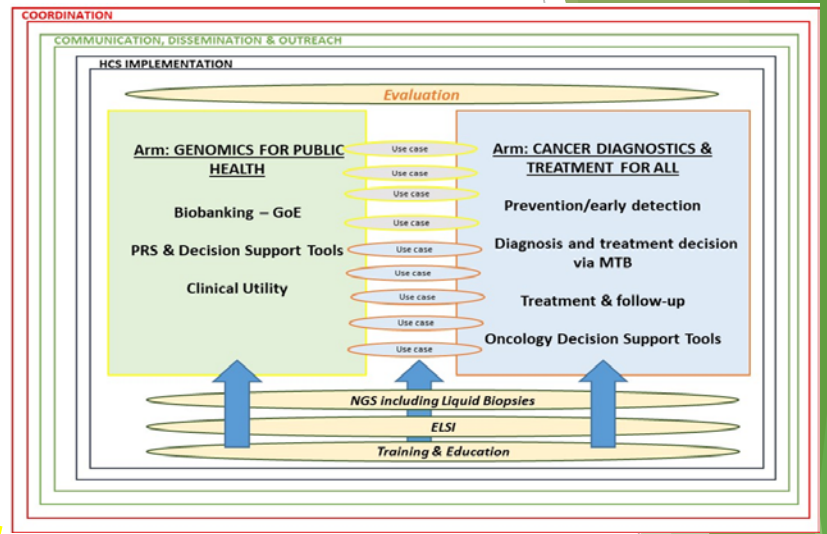 COORDINATION
COMMUNICATION, DISSEMINATION & OUTREACH
HCS IMPLEMENTATION
Evaluation
Arm: GENOMICS FOR PUBLIC
HEALTH
Biobanking – GoE
PRS & Decision Support Tools
Clinical Utility
Use case
Use case
Use case
Use case
Use case
Use case
Use case
Use case
Use case
Arm: CANCER DIAGNOSTICS &
TREATMENT FOR ALL
Prevention/early detection
Diagnosis and treatment decision
via MTB
Treatment & follow-up
Oncology Decision Support Tools
NGS including Liquid Biopsies
ELSI
Training & Education